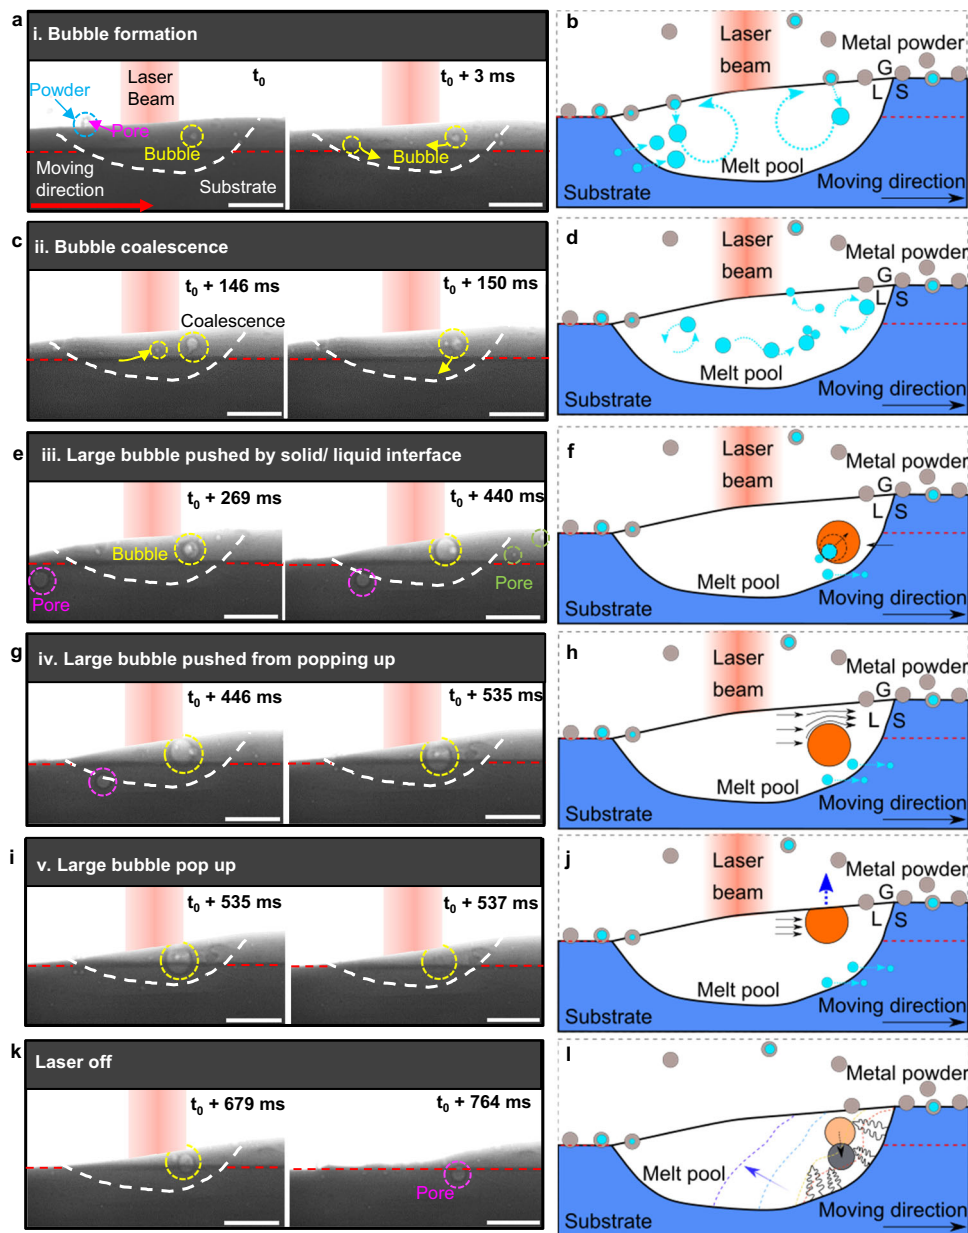 a
i. Bubble formation
Powder
Laser
Beam
t0
Pore
Bubble
Moving
direction
Substrate
t0 + 3 ms
Bubble
b
Laser
beam
Metal powder
G
L S
Melt pool
Substrate
Moving direction
c
ii. Bubble coalescence
t0 + 146 ms
Coalescence
t0 + 150 ms
d
Laser
beam
Metal powder
G
L S
Melt pool
Substrate
Moving direction
e
iii. Large bubble pushed by solid/ liquid interface
t0 + 269 ms
Bubble
Pore
t0 + 440 ms
Pore
f
Laser
beam
Metal powder
G
L S
Melt pool
Substrate
Moving direction
g
iv. Large bubble pushed from popping up
t0 + 446 ms
t0 + 535 ms
h
Laser
beam
Metal powder
G
L S
Melt pool
Substrate
Moving direction
i
v. Large bubble pop up
t0 + 535 ms
t0 + 537 ms
j
Laser
beam
Metal powder
G
L S
Melt pool
Substrate
Moving direction
k
Laser off
t0 + 679 ms
t0 + 764 ms
Pore
l
Metal powder
Melt pool
Substrate
Moving direction